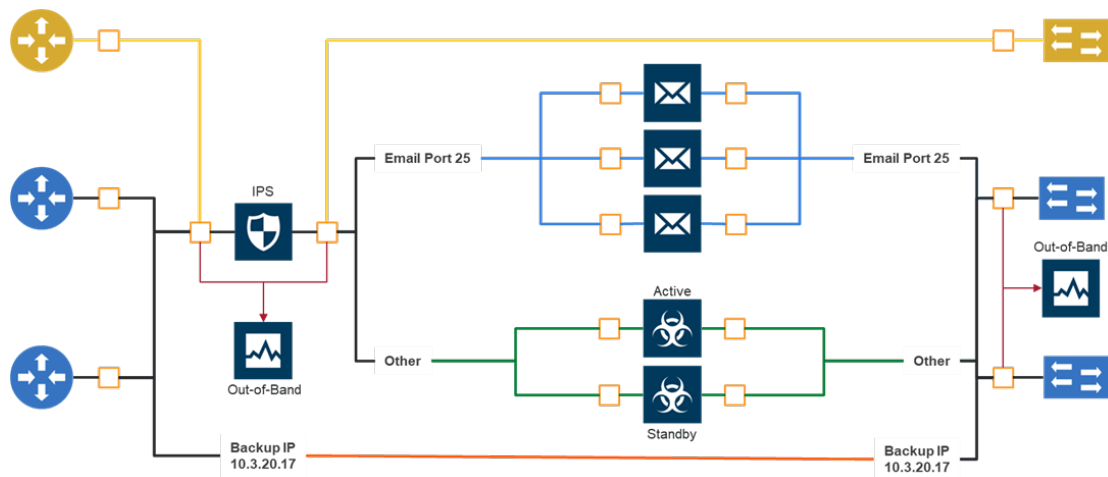 IPS
Email Port 25
Email Port 25
Out-of-Band
Active
Other
Other
Out-of-Band
Standby
Backup IP
10.3.20.17
Backup IP
10.3.20.17